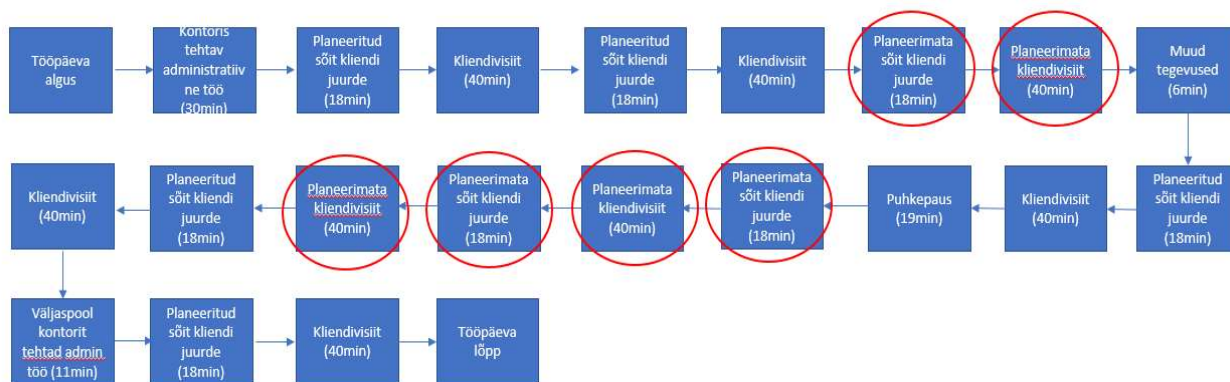 Tööpäeva
algus
Kontoris
tehtav
administratiiv
ne töö
(30min)
Planeeritud
sõit kliendi
juurde
(18min)
Kliendivisiit
(40min)
Planeeritud
sõit kliendi
juurde
(18min)
Kliendivisiit
(40min)
Planeerimata
sõit kliendi
juurde
(18min)
Planeerimata
kliendivisiit
(40min)
Muud
tegevused
(6min)
Planeeritud
sõit kliendi
juurde
(18min)
Kliendivisiit
(40min)
Puhkepaus
(19min)
Planeerimata
sõit kliendi
juurde
(18min)
Planeerimata
kliendivisiit
(40min)
Planeerimata
sõit kliendi
juurde
(18min)
Planeerimata
kliendivisiit
(40min)
Planeeritud
sõit kliendi
juurde
(18min)
Kliendivisiit
(40min)
Väljaspool
kontorit
tehtad admin
töö (11min)
Planeeritud
sõit kliendi
juurde
(18min)
Kliendivisiit
(40min)
Tööpäeva
lõpp